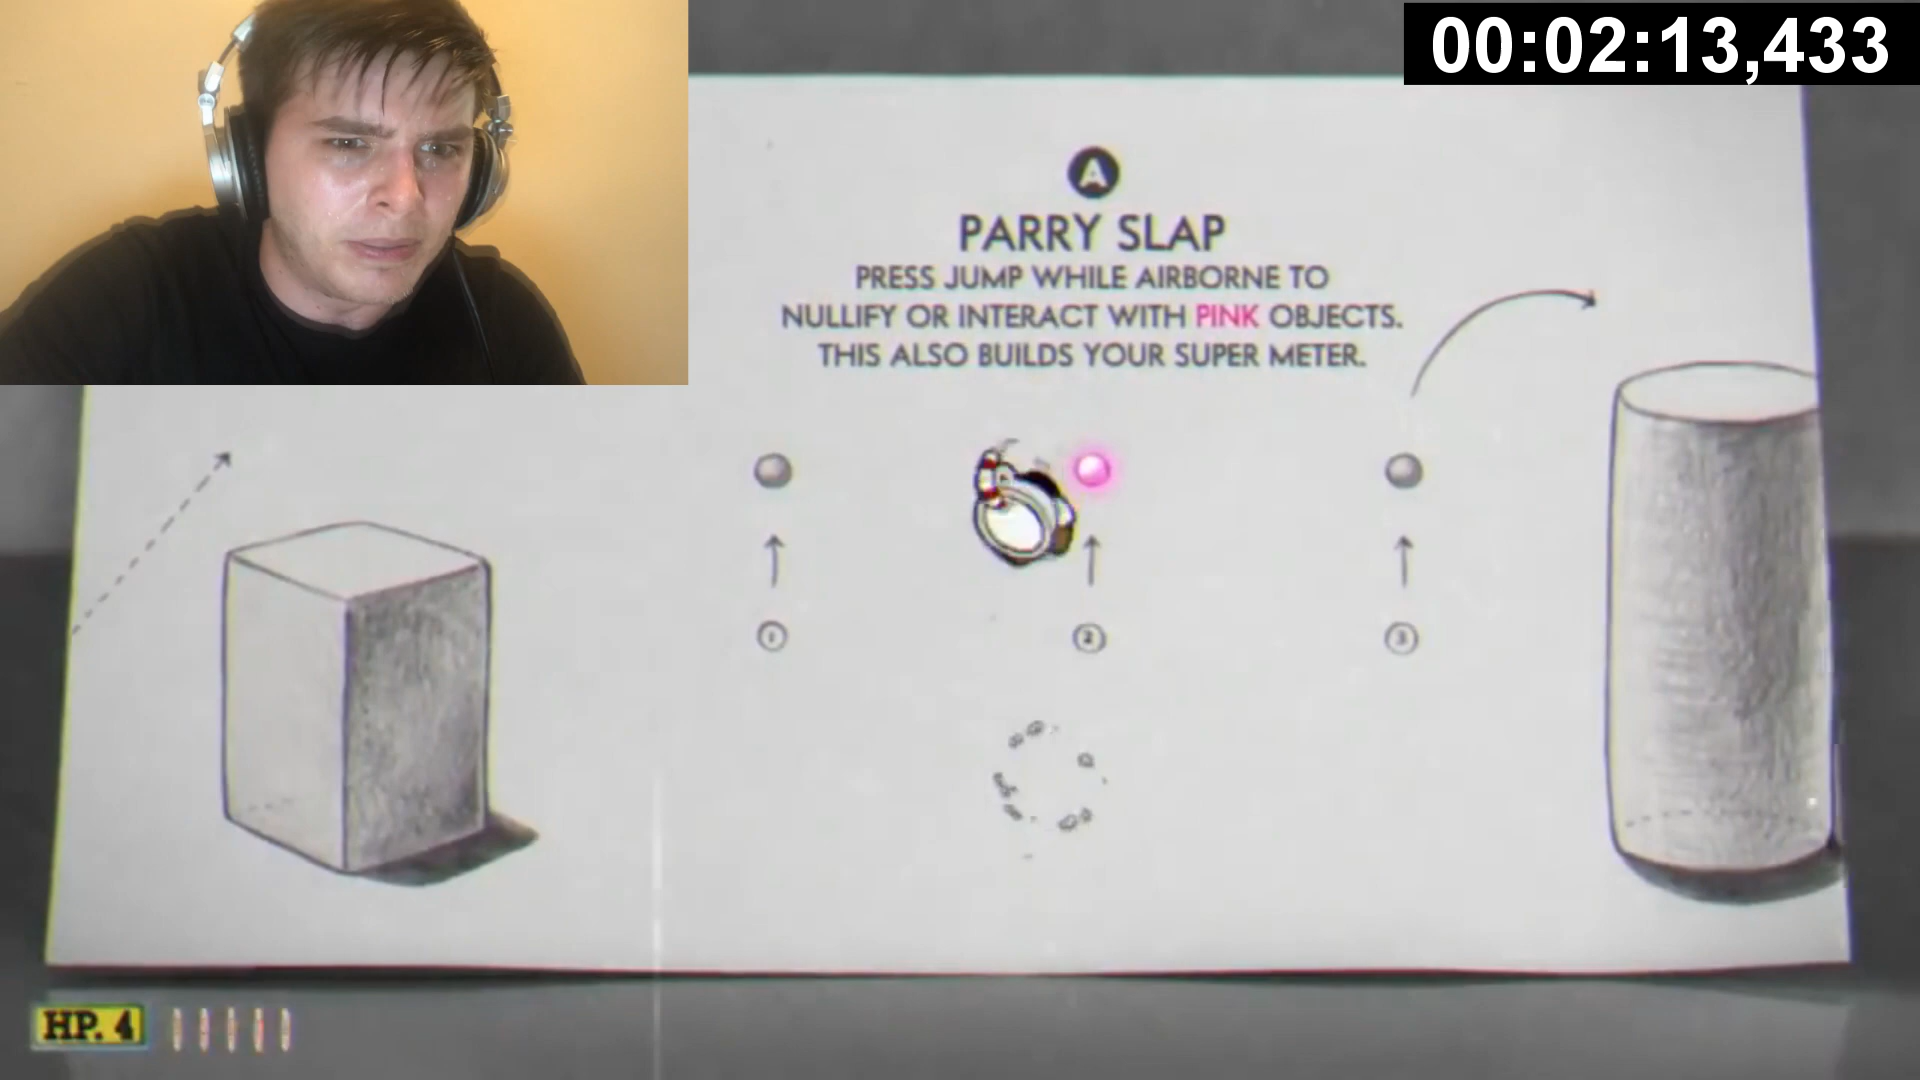 00:02:13,433
A
PARRY SLAP
PRESS JUMP WHILE AIRBORNE TO
NULLIFY OR INTERACT WITH PINK OBJECTS.
THIS ALSO BUILDS YOUR SUPER METER.
1 2 3
HP. 4